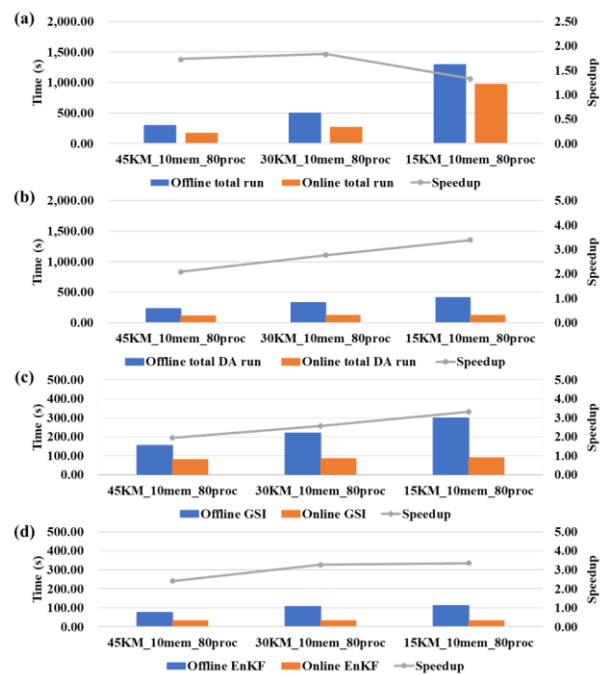 (a)
2,000.00 2.50
1,500.00 2.00
1,000.00 1.50
500.00 1.00
0.00 0.50
0.00
Time (s)
Speedup
45KM_10mem_80proc 30KM_10mem_80proc 15KM_10mem_80proc
Offline total run Online total run Speedup
(b)
2,000.00 5.00
1,500.00 4.00
1,000.00 3.00
500.00 2.00
0.00 1.00
0.00
Time (s)
Speedup
45KM_10mem_80proc 30KM_10mem_80proc 15KM_10mem_80proc
Offline total DA run Online total DA run Speedup
(c)
500.00 5.00
400.00 4.00
300.00 3.00
200.00 2.00
100.00 1.00
0.00 0.00
Time (s)
Speedup
45KM_10mem_80proc 30KM_10mem_80proc 15KM_10mem_80proc
Offline GSI Online GSI Speedup
(d)
500.00 5.00
400.00 4.00
300.00 3.00
200.00 2.00
100.00 1.00
0.00 0.00
Time (s)
Speedup
45KM_10mem_80proc 30KM_10mem_80proc 15KM_10mem_80proc
Offline EnKF Online EnKF Speedup